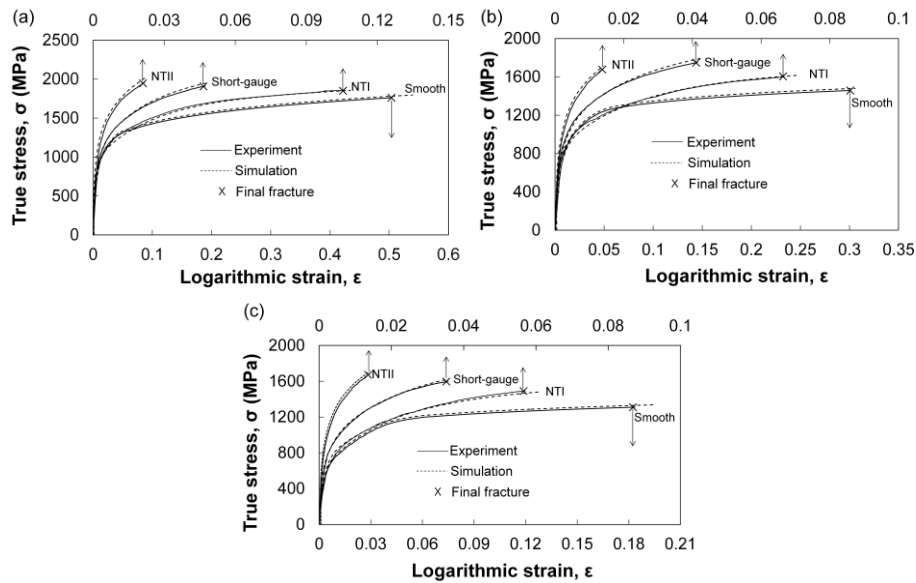 (a)
0 0.03 0.06 0.09 0.12 0.15
2500
2000
1500
1000
500
0
True stress, σ (MPa)
NTII
Short-gauge
NTI
Smooth
Experiment
Simulation
Final fracture
0 0.1 0.2 0.3 0.4 0.5 0.6
Logarithmic strain, ε
(b)
0 0.02 0.04 0.06 0.08 0.1
2000
1600
1200
800
400
0
True stress, σ (MPa)
NTII
Short-gauge
NTI
Smooth
Experiment
Simulation
Final fracture
0 0.05 0.1 0.15 0.2 0.25 0.3 0.35
Logarithmic strain, ε
(c)
0 0.02 0.04 0.06 0.08 0.1
2000
1600
1200
800
400
0
True stress, σ (MPa)
NTII
Short-gauge
NTI
Smooth
Experiment
Simulation
Final fracture
0 0.03 0.06 0.09 0.12 0.15 0.18 0.21
Logarithmic strain, ε